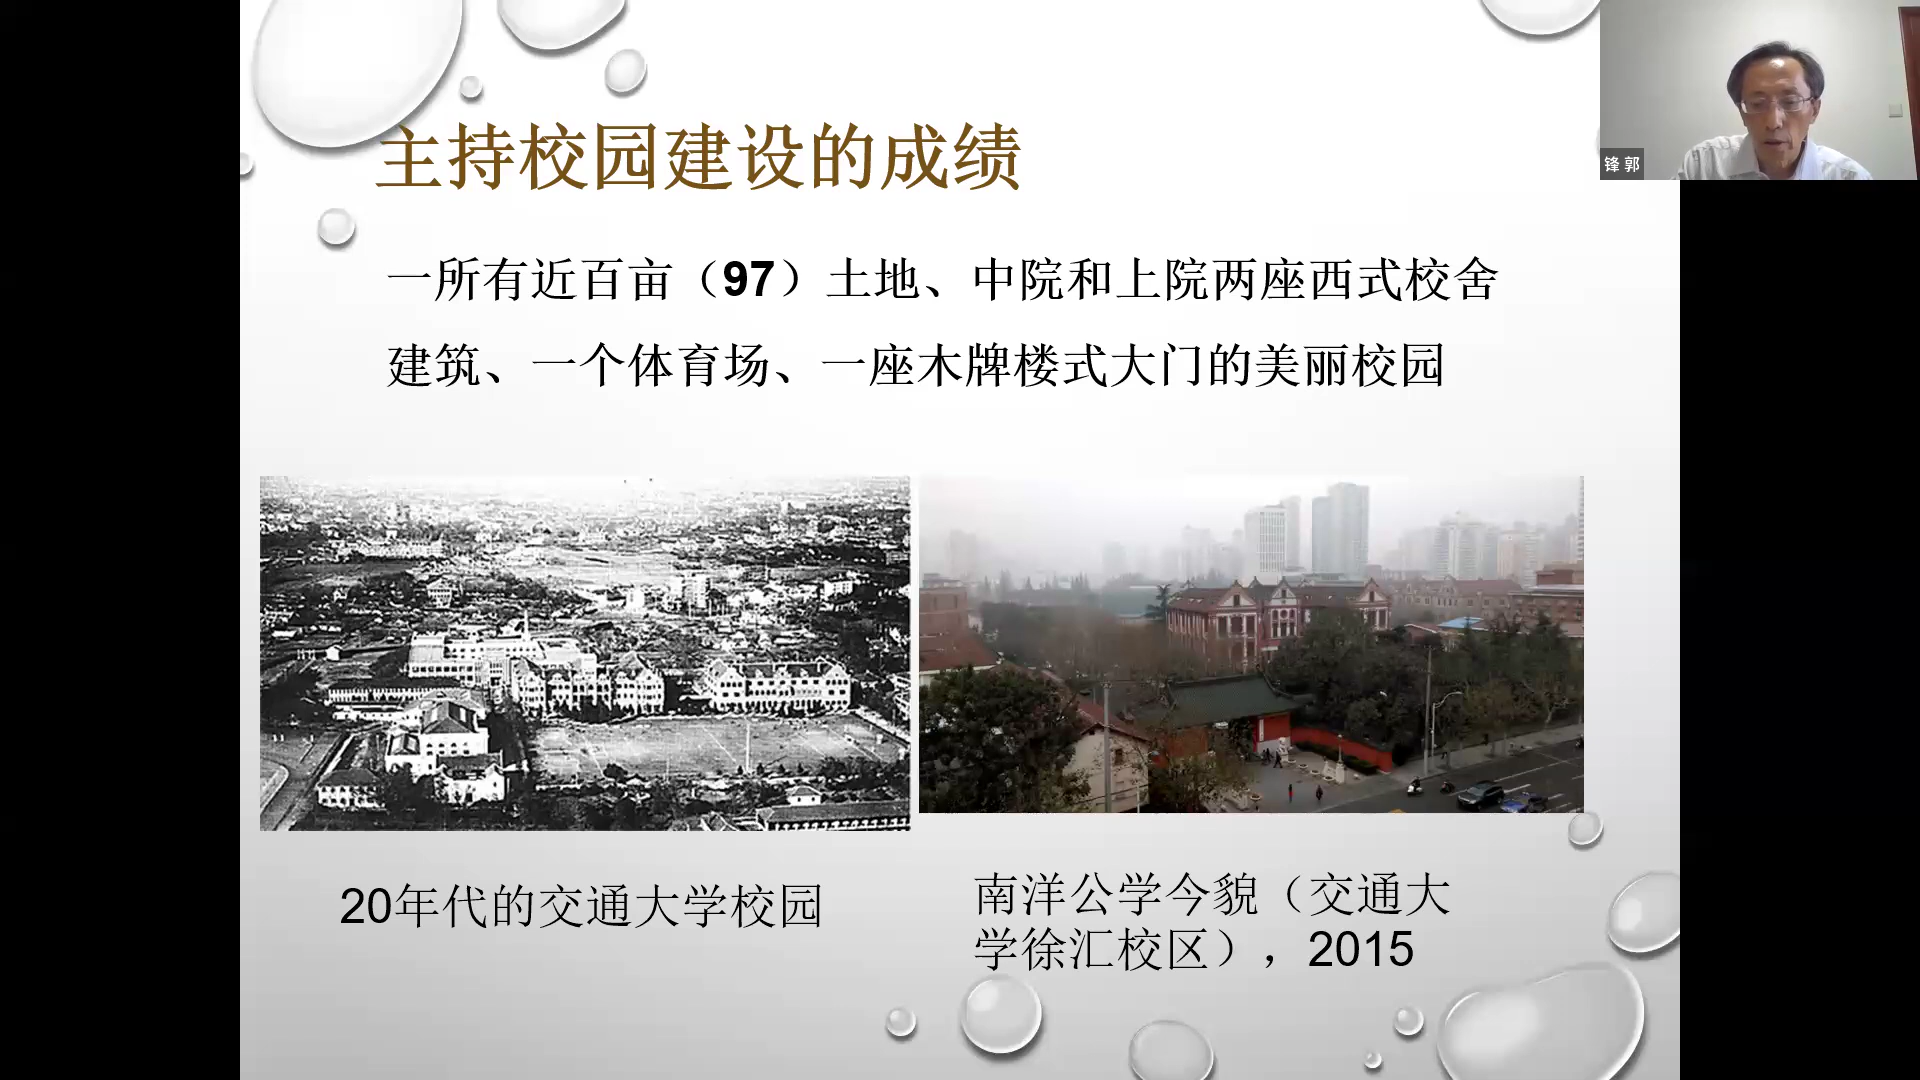 主持校园建设的成绩
一所有近百亩（97）土地、中院和上院两座西式校舍
建筑、一个体育场、一座木牌楼式大门的美丽校园
20年代的交通大学校园
南洋公学今貌（交通大
学徐汇校区），2015
锋 郭